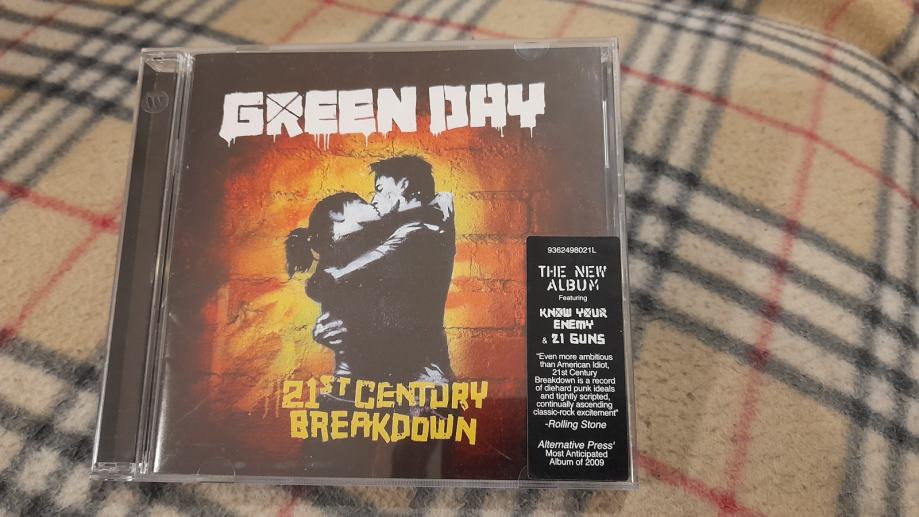 GREEN DAY
21ST CENTURY
BREAKDOWN
9362498021L
THE NEW
ALBUM
Featuring
KNOW YOUR
ENEMY
& 21 GUNS
"Even more ambitious
than American Idiot,
21st Century
Breakdown is a record
of diehard punk ideals
and tightly scripted,
continually ascending
classic-rock excitement"
-Rolling Stone
Alternative Press'
Most Anticipated
Album of 2009